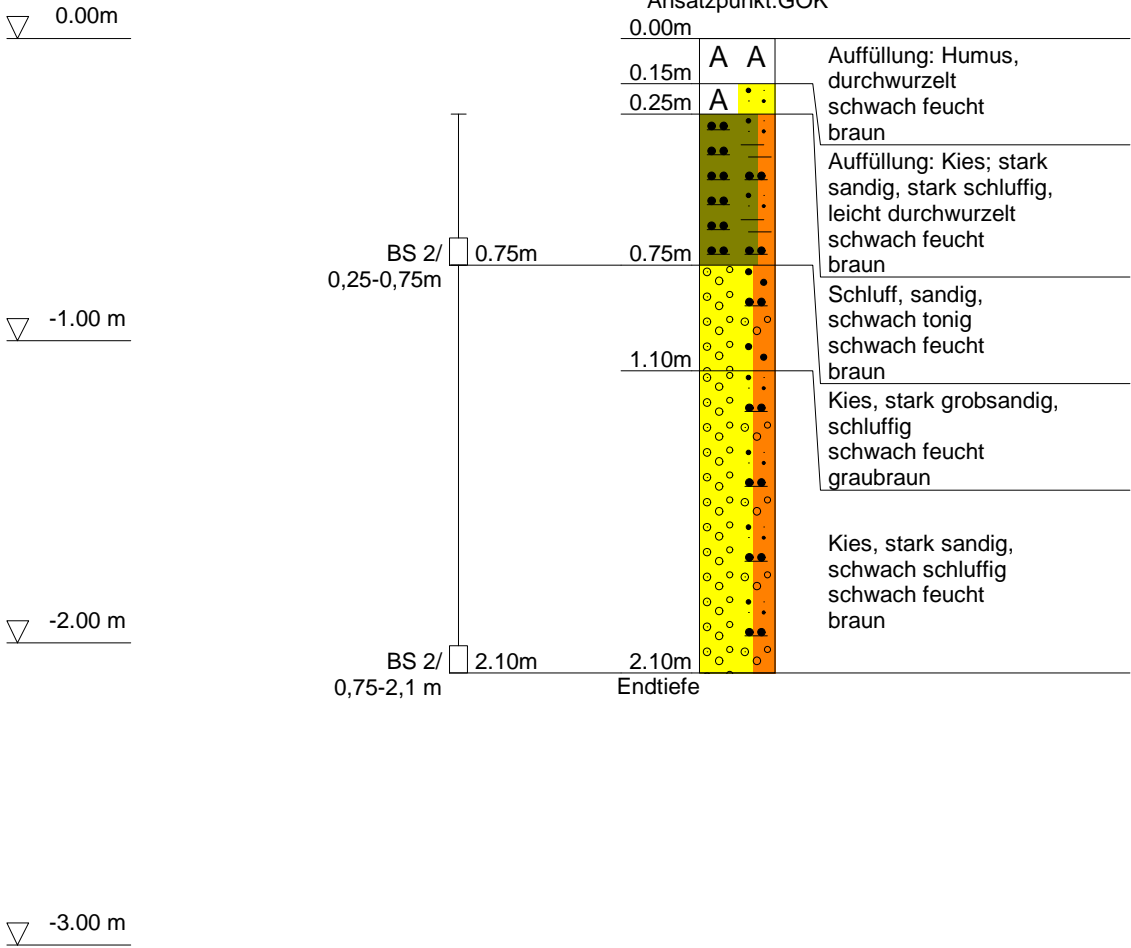 Ansatzpunkt:GOK
0.00m
0.00m
A A
0.15m
A
0.25m
Auffüllung: Humus,
durchwurzelt
schwach feucht
braun
Auffüllung: Kies; stark
sandig, stark schluffig,
leicht durchwurzelt
schwach feucht
braun
BS 2/
0,25-0,75m
0.75m
0.75m
Schluff, sandig,
schwach tonig
schwach feucht
braun
-1.00 m
1.10m
Kies, stark grobsandig,
schluffig
schwach feucht
graubraun
Kies, stark sandig,
schwach schluffig
schwach feucht
braun
-2.00 m
BS 2/
0,75-2,1 m
2.10m
2.10m
Endtiefe
-3.00 m